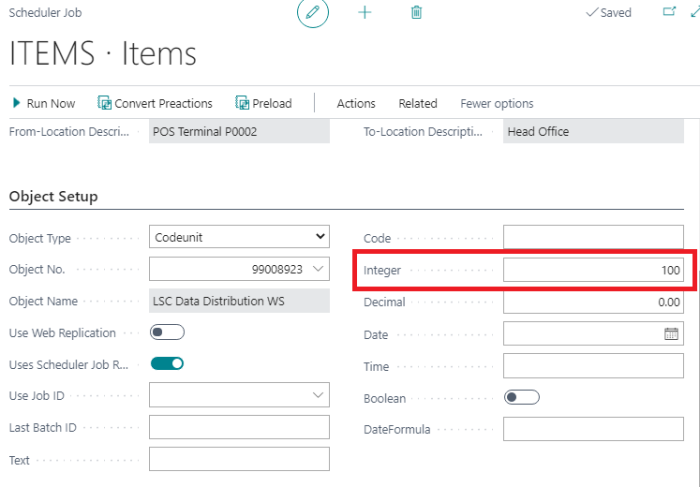 Scheduler Job
Saved
ITEMS · Items
Run Now
Convert Preactions
Preload
Actions
Related
Fewer options
From-Location Descri...
POS Terminal P0002
To-Location Descripti...
Head Office
Object Setup
Object Type
Codeunit
Code
Object No.
99008923
Integer
100
Object Name
LSC Data Distribution WS
Decimal
0.00
Use Web Replication
Date
Uses Scheduler Job R...
Time
Use Job ID
Boolean
Last Batch ID
DateFormula
Text